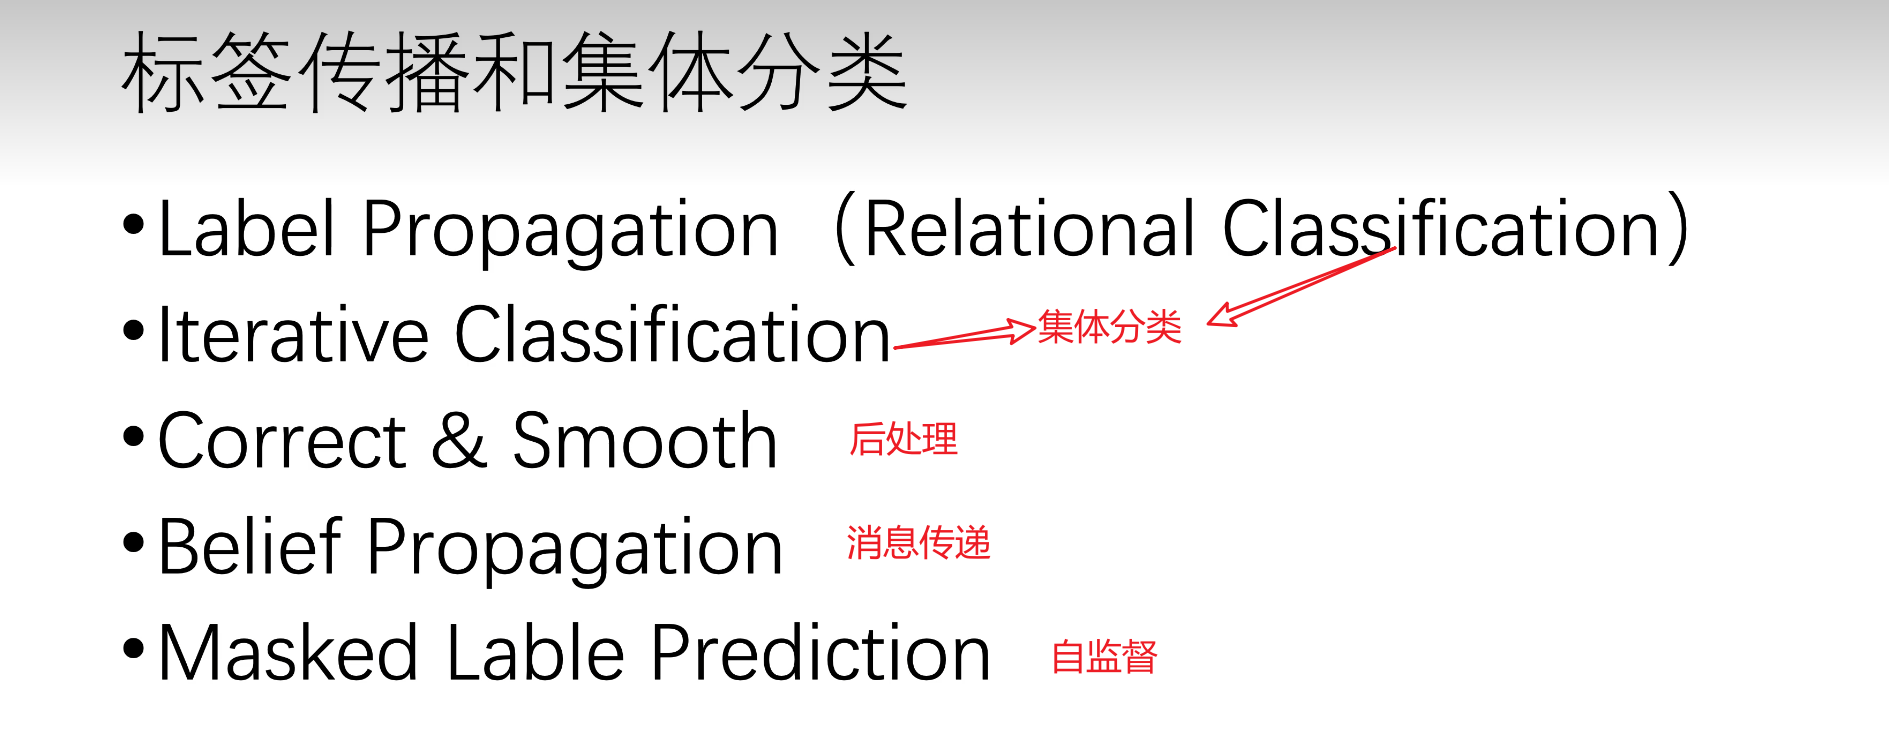 标签传播和集体分类
•Label Propagation（Relational Classification）
•Iterative Classification 集体分类
•Correct & Smooth 后处理
•Belief Propagation 消息传递
•Masked Lable Prediction 自监督